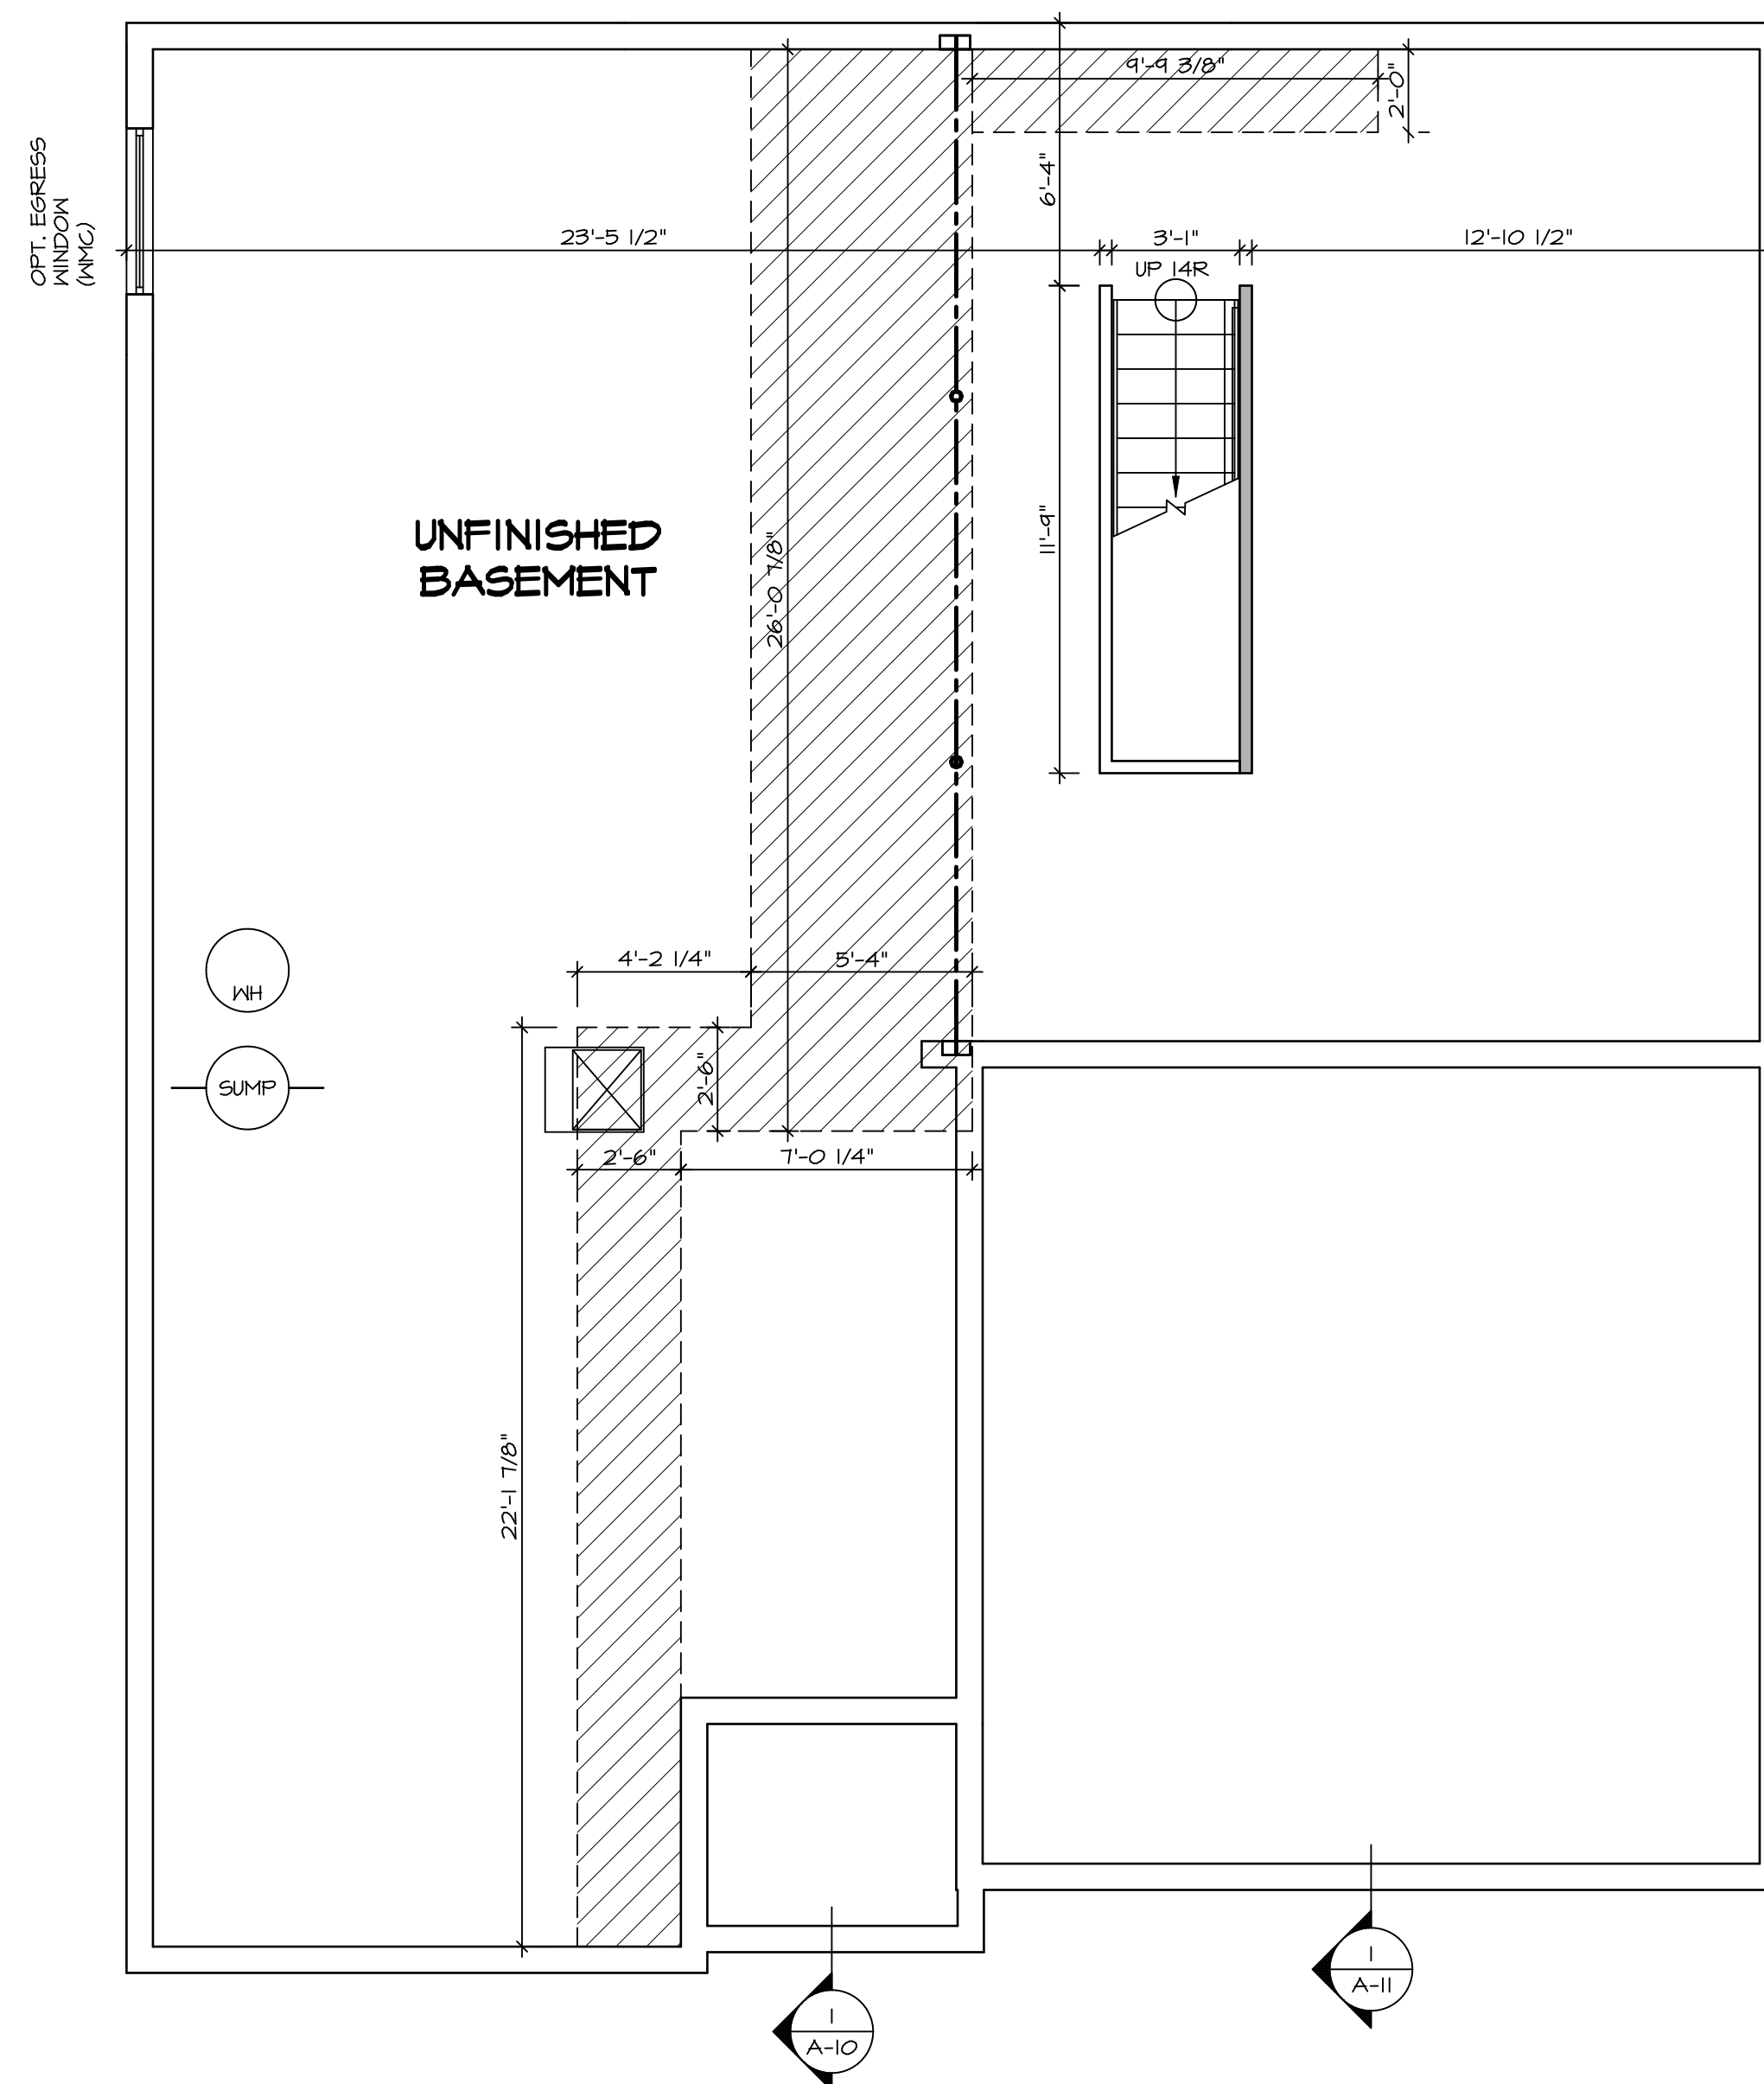 9'-9 3/8"
2'-0"
OPT. EGRESS
WINDOW
(WMC)
6'-4"
23'-5 1/2"
3'-1"
12'-10 1/2"
UP 14R
UNFINISHED
BASEMENT
26'-0 7/8"
11'-9"
WH
SUMP
4'-2 1/4"
5'-4"
2'-6"
2'-6"
7'-0 1/4"
22'-1 7/8"
1
A-11
1
A-10